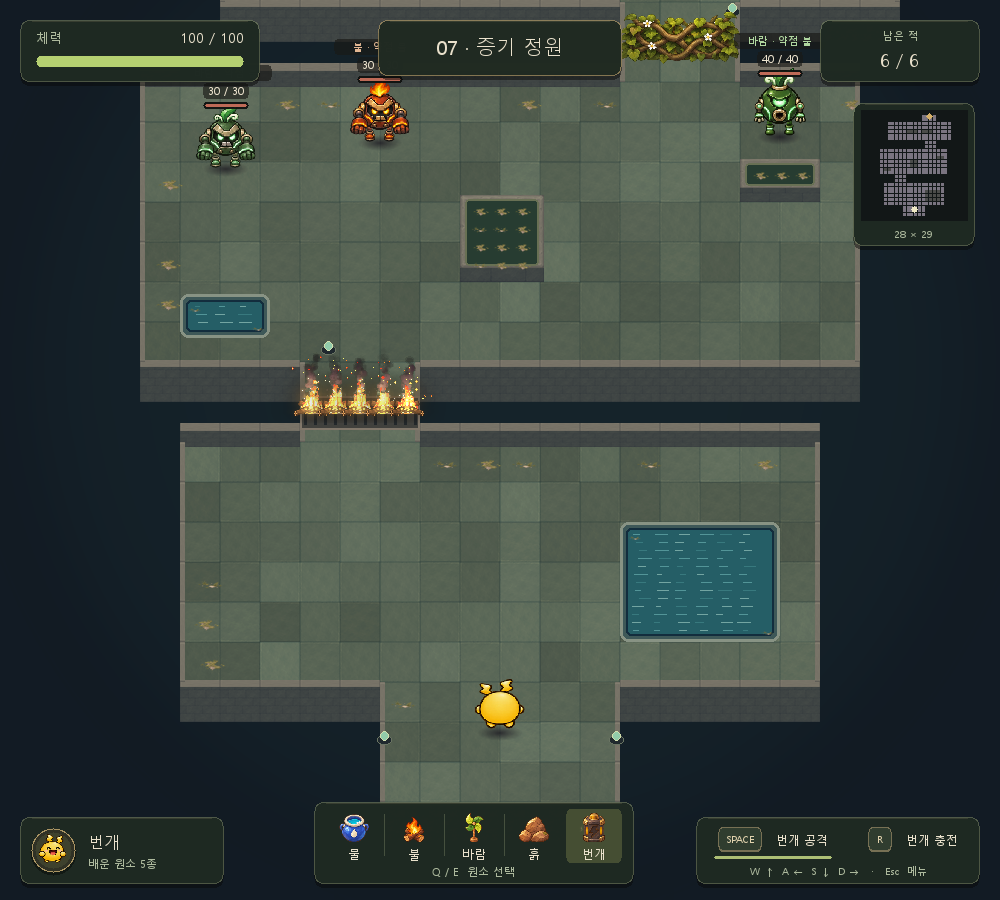 체력 100 / 100
07 · 증기 정원
남은 적
6 / 6
불 · 약
30
바람 · 약점 불
40 / 40
30 / 30
28 × 29
번개
배운 원소 5종
물
불
바람
흙
번개
Q / E 원소 선택
SPACE 번개 공격 R 번개 충전
W ↑ A ← S ↓ D → · Esc 메뉴